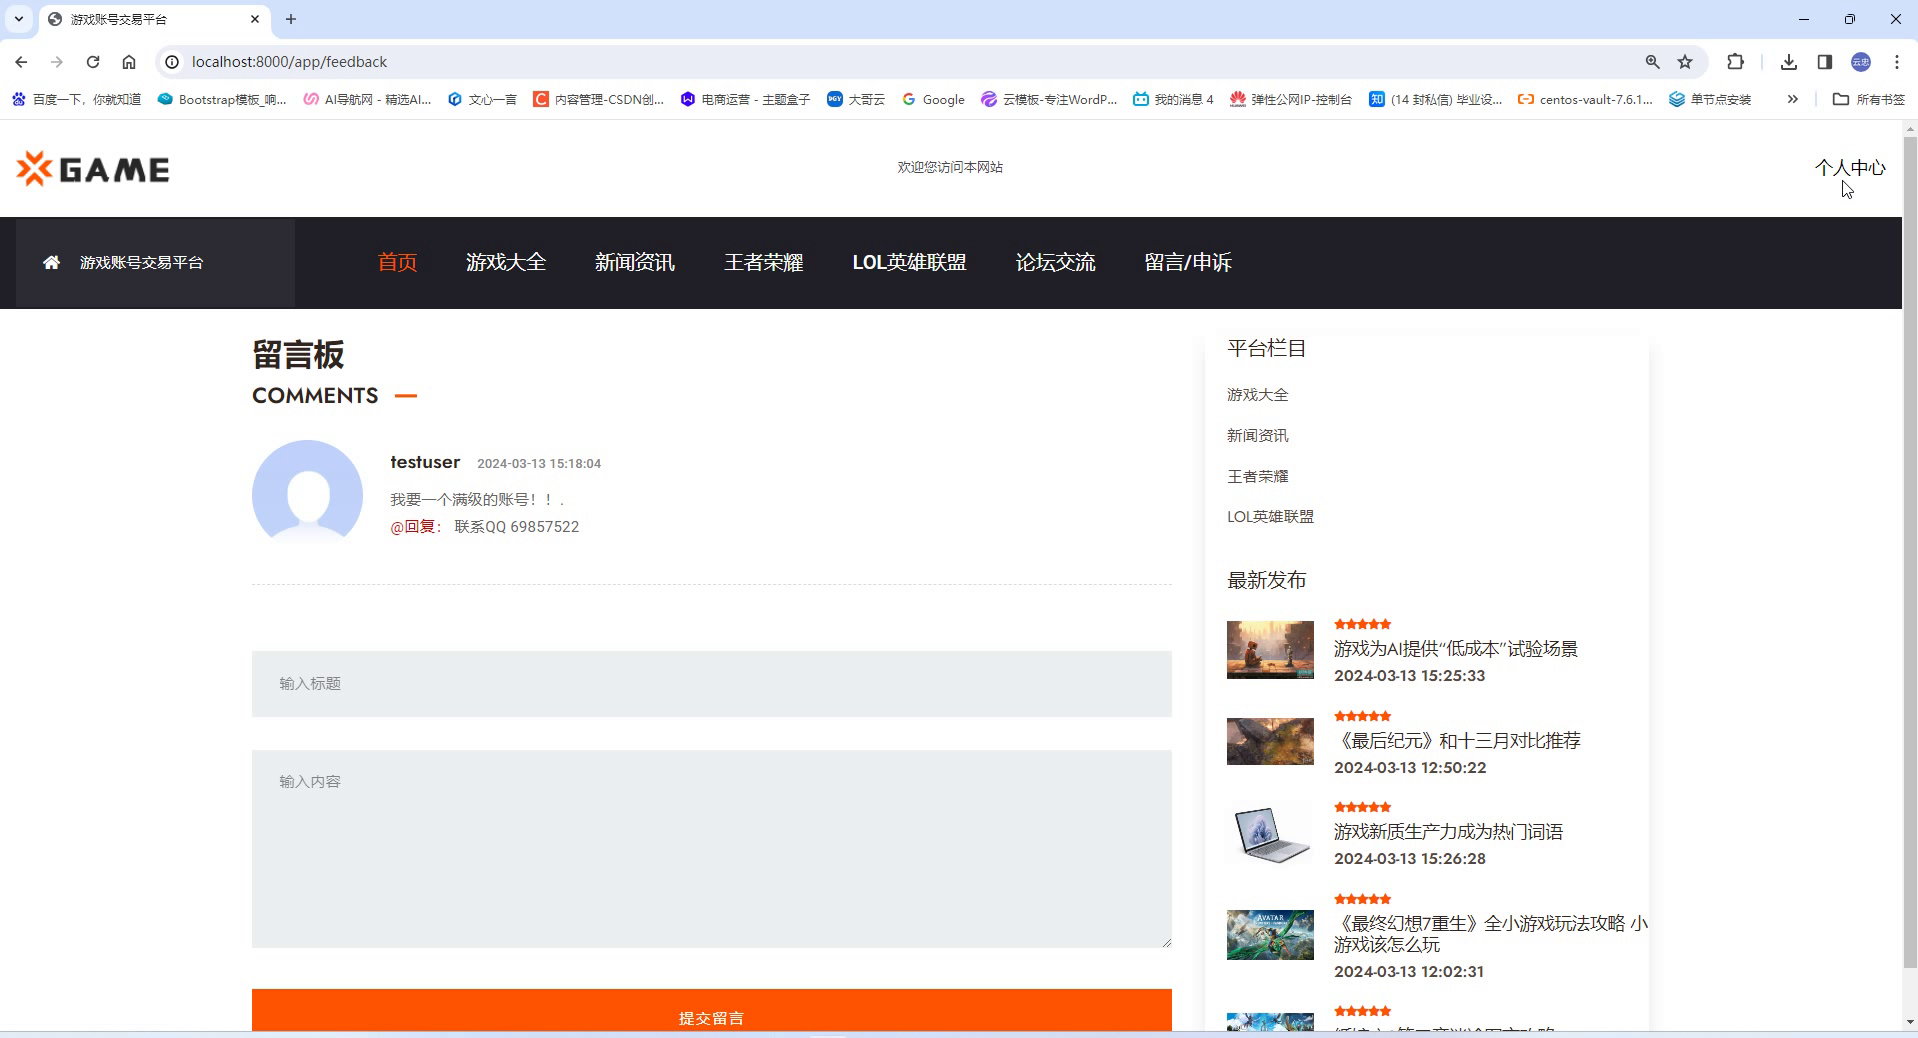 游戏账号交易平台
localhost:8000/app/feedback
百度一下，你就知道
Bootstrap模板_响...
AI导航网 - 精选AI...
文心一言
内容管理-CSDN创...
电商运营 - 主题盒子
大哥云
Google
云模板-专注WordP...
我的消息 4
弹性公网IP-控制台
(14 封私信) 毕业设...
centos-vault-7.6.1...
单节点安装
所有书签
GAME
欢迎您访问本网站
个人中心
游戏账号交易平台
首页 游戏大全 新闻资讯 王者荣耀 LOL英雄联盟 论坛交流 留言/申诉
留言板
COMMENTS
testuser 2024-03-13 15:18:04
我要一个满级的账号！！.
@回复： 联系QQ 69857522
输入标题
输入内容
提交留言
平台栏目
游戏大全
新闻资讯
王者荣耀
LOL英雄联盟
最新发布
游戏为AI提供“低成本”试验场景
2024-03-13 15:25:33
《最后纪元》和十三月对比推荐
2024-03-13 12:50:22
游戏新质生产力成为热门词语
2024-03-13 15:26:28
《最终幻想7重生》全小游戏玩法攻略 小
游戏该怎么玩
2024-03-13 12:02:31
AVATAR